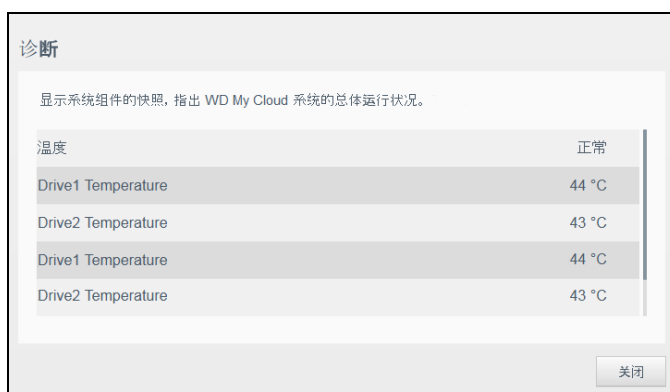 诊断
显示系统组件的快照, 指出 WD My Cloud 系统的总体运行状况。
温度 正常
Drive1 Temperature 44 °C
Drive2 Temperature 43 °C
Drive1 Temperature 44 °C
Drive2 Temperature 43 °C
关闭